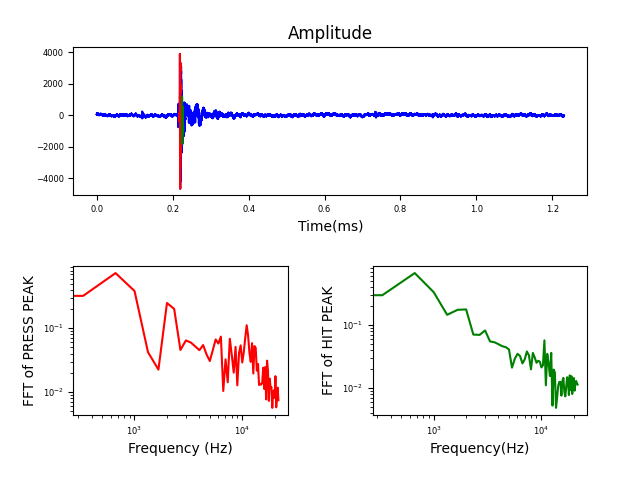 Amplitude
4000
2000
0
−2000
−4000
0.0 0.2 0.4 0.6 0.8 1.0 1.2
Time(ms)
FFT of PRESS PEAK
10⁻¹
10⁻²
10³ 10⁴
Frequency (Hz)
FFT of HIT PEAK
10⁻¹
10⁻²
10³ 10⁴
Frequency(Hz)